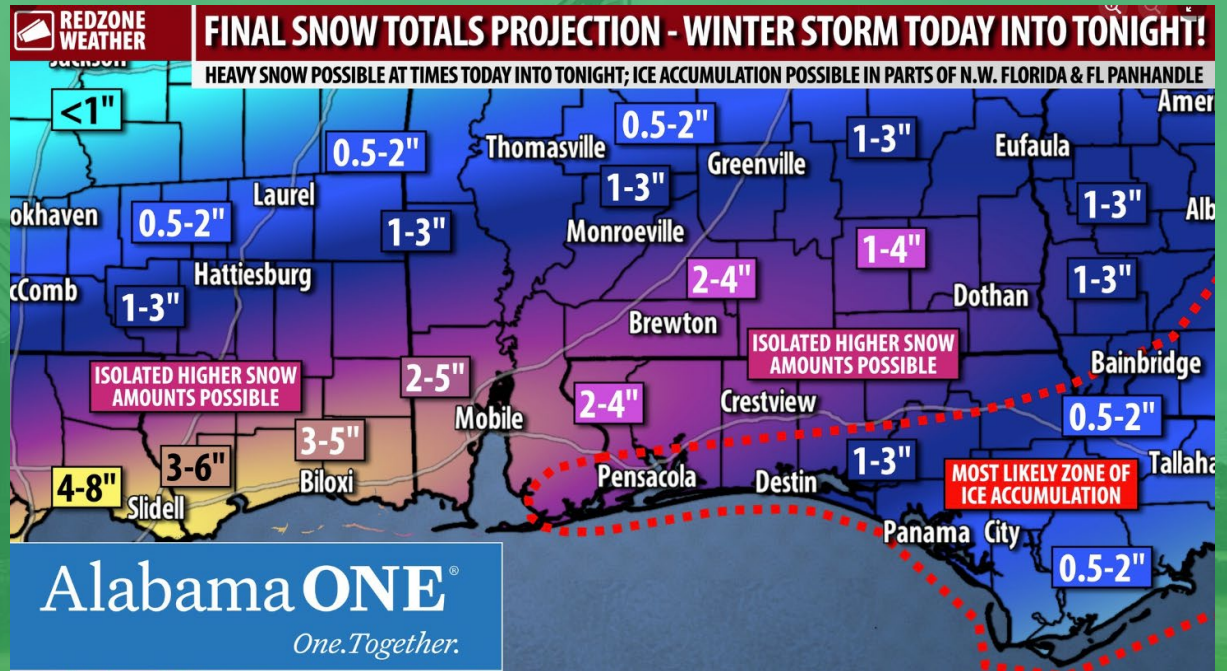 REDZONE
WEATHER
FINAL SNOW TOTALS PROJECTION - WINTER STORM TODAY INTO TONIGHT!
HEAVY SNOW POSSIBLE AT TIMES TODAY INTO TONIGHT; ICE ACCUMULATION POSSIBLE IN PARTS OF N.W. FLORIDA & FL PANHANDLE
Jackson
<1"
0.5-2"
Thomasville
0.5-2"
Greenville
1-3"
Eufaula
Amer
Laurel
1-3"
okhaven
0.5-2"
1-3"
Monroeville
1-4"
1-3"
Alb
cComb
Hattiesburg
1-3"
2-4"
Brewton
Dothan
1-3"
ISOLATED HIGHER SNOW
AMOUNTS POSSIBLE
2-5"
ISOLATED HIGHER SNOW
AMOUNTS POSSIBLE
Bainbridge
Mobile
2-4"
Crestview
0.5-2"
4-8"
3-6"
3-5"
Slidell
Biloxi
Pensacola
Destin
1-3"
MOST LIKELY ZONE OF
ICE ACCUMULATION
Tallaha
Panama City
0.5-2"
Alabama ONE®
One.Together.